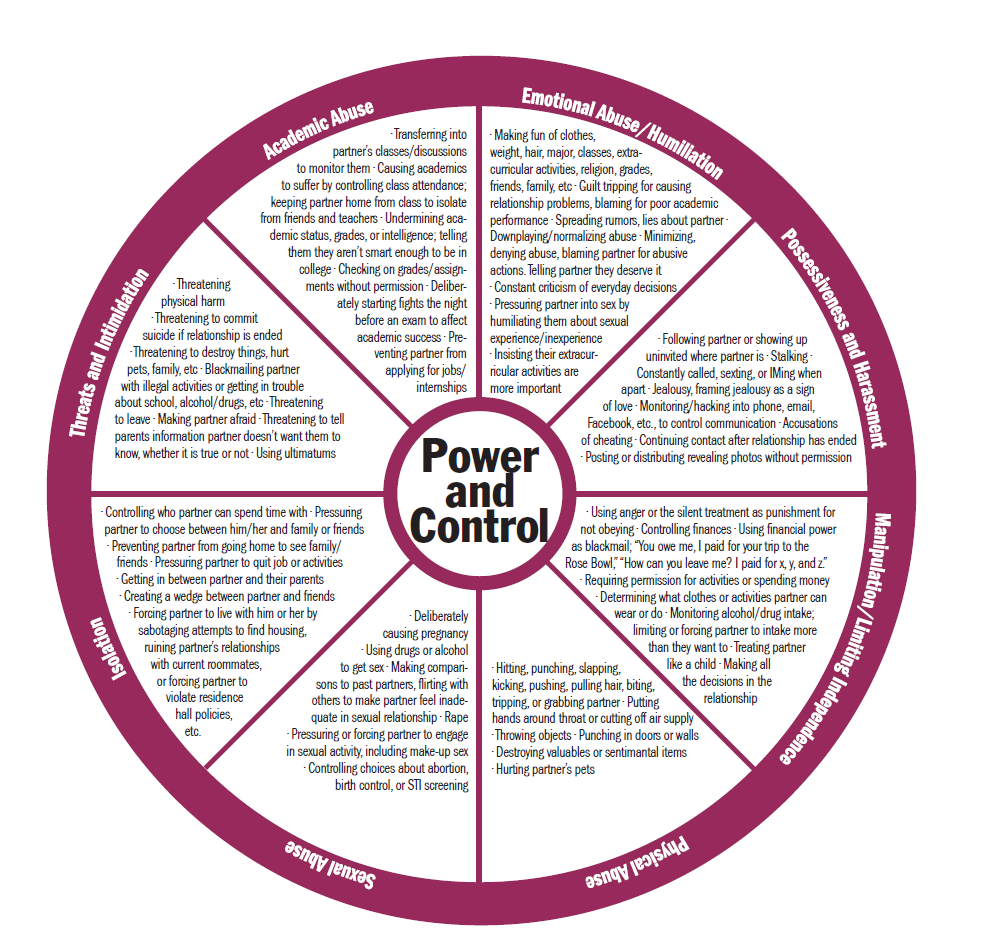 Emotional Abuse/Humiliation
· Making fun of clothes,
weight, hair, major, classes, extra-
curricular activities, religion, grades,
friends, family, etc · Guilt tripping for causing
relationship problems, blaming for poor academic
performance · Spreading rumors, lies about partner ·
Downplaying/normalizing abuse · Minimizing,
denying abuse, blaming partner for abusive
actions. Telling partner they deserve it
· Constant criticism of everyday decisions
· Pressuring partner into sex by
humiliating them about sexual
experience/inexperience
· Insisting their extracur-
ricular activities are
more important
Possessiveness and Harassment
· Following partner or showing up
uninvited where partner is · Stalking ·
Constantly called, sexting, or IMing when
apart · Jealousy, framing jealousy as a sign
of love · Monitoring/hacking into phone, email,
Facebook, etc., to control communication · Accusations
of cheating · Continuing contact after relationship has ended
· Posting or distributing revealing photos without permission
Manipulation/Limiting Independence
· Using anger or the silent treatment as punishment for
not obeying · Controlling finances · Using financial power
as blackmail; “You owe me, I paid for your trip to the
Rose Bowl,” “How can you leave me? I paid for x, y, and z.”
· Requiring permission for activities or spending money
· Determining what clothes or activities partner can
wear or do · Monitoring alcohol/drug intake;
limiting or forcing partner to intake more
than they want to · Treating partner
like a child · Making all
the decisions in the
relationship
Physical Abuse
· Hitting, punching, slapping,
kicking, pushing, pulling hair, biting,
tripping, or grabbing partner · Putting
hands around throat or cutting off air supply
· Throwing objects · Punching in doors or walls
· Destroying valuables or sentimantal items
· Hurting partner’s pets
Sexual Abuse
· Deliberately
causing pregnancy
· Using drugs or alcohol
to get sex · Making compari-
sons to past partners, flirting with
others to make partner feel inade-
quate in sexual relationship · Rape
· Pressuring or forcing partner to engage
in sexual activity, including make-up sex
· Controlling choices about abortion,
birth control, or STI screening
Isolation
· Controlling who partner can spend time with · Pressuring
partner to choose between him/her and family or friends
· Preventing partner from going home to see family/
friends · Pressuring partner to quit job or activities
· Getting in between partner and their parents
· Creating a wedge between partner and friends
· Forcing partner to live with him or her by
sabotaging attempts to find housing,
ruining partner’s relationships
with current roommates,
or forcing partner to
violate residence
hall policies,
etc.
Threats and Intimidation
· Threatening
physical harm
· Threatening to commit
suicide if relationship is ended
· Threatening to destroy things, hurt
pets, family, etc · Blackmailing partner
with illegal activities or getting in trouble
about school, alcohol/drugs, etc · Threatening
to leave · Making partner afraid · Threatening to tell
parents information partner doesn’t want them to
know, whether it is true or not · Using ultimatums
Academic Abuse
· Transferring into
partner’s classes/discussions
to monitor them · Causing academics
to suffer by controlling class attendance;
keeping partner home from class to isolate
from friends and teachers · Undermining aca-
demic status, grades, or intelligence; telling
them they aren’t smart enough to be in
college · Checking on grades/assign-
ments without permission · Deliber-
ately starting fights the night
before an exam to affect
academic success · Pre-
venting partner from
applying for jobs/
internships
Power
and
Control